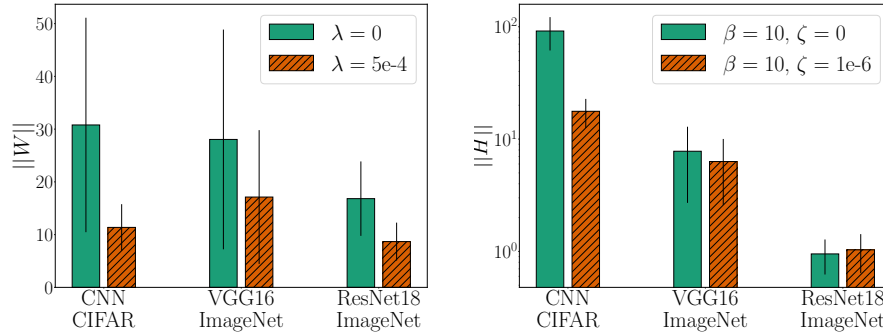 ||W||
50
40
30
20
10
0
λ = 0
λ = 5e-4
CNN
CIFAR
VGG16
ImageNet
ResNet18
ImageNet
||H||
10²
10¹
10⁰
β = 10, ζ = 0
β = 10, ζ = 1e-6
CNN
CIFAR
VGG16
ImageNet
ResNet18
ImageNet